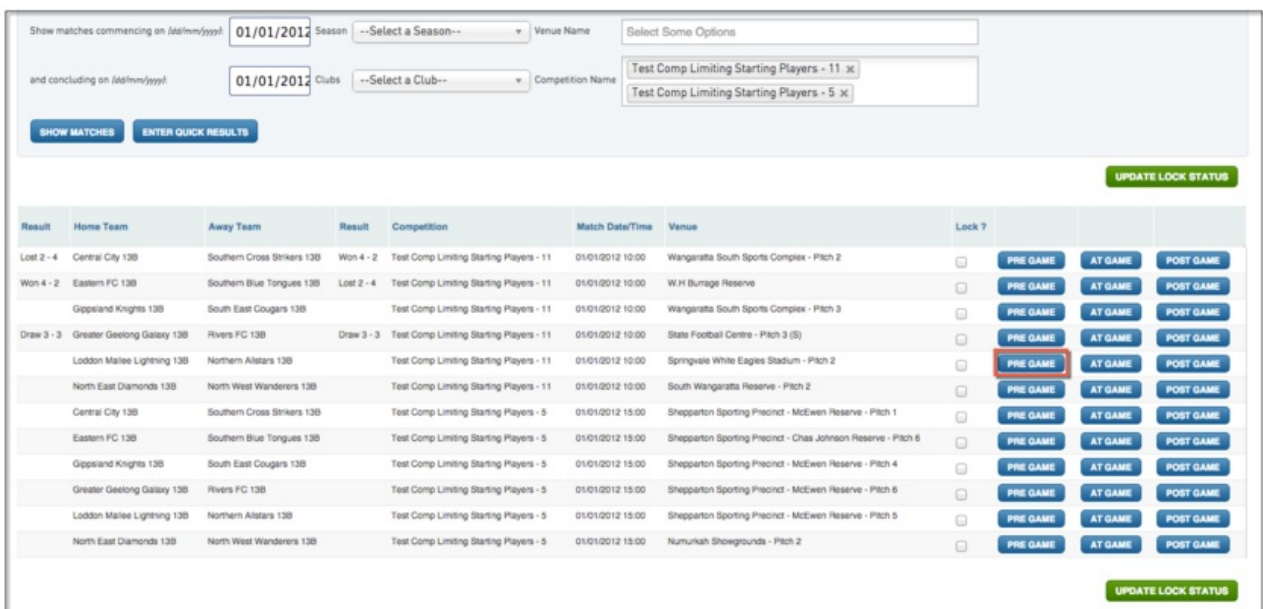 Show matches commencing on (dd/mm/yyyy): 01/01/2012 Season --Select a Season-- Venue Name Select Some Options
and concluding on (dd/mm/yyyy): 01/01/2012 Clubs --Select a Club-- Competition Name Test Comp Limiting Starting Players - 11 x
Test Comp Limiting Starting Players - 5 x
SHOW MATCHES ENTER QUICK RESULTS
UPDATE LOCK STATUS
Result Home Team Away Team Result Competition Match Date/Time Venue Lock ?
Lost 2 - 4 Central City 13B Southern Cross Strikers 13B Won 4 - 2 Test Comp Limiting Starting Players - 11 01/01/2012 10:00 Wangaratta South Sports Complex - Pitch 2 PRE GAME AT GAME POST GAME
Won 4 - 2 Eastern FC 13B Southern Blue Tongues 13B Lost 2 - 4 Test Comp Limiting Starting Players - 11 01/01/2012 10:00 W.H Burrage Reserve PRE GAME AT GAME POST GAME
Gippsland Knights 13B South East Cougars 13B Test Comp Limiting Starting Players - 11 01/01/2012 10:00 Wangaratta South Sports Complex - Pitch 3 PRE GAME AT GAME POST GAME
Draw 3 - 3 Greater Geelong Galaxy 13B Rivers FC 13B Draw 3 - 3 Test Comp Limiting Starting Players - 11 01/01/2012 10:00 State Football Centre - Pitch 3 (S) PRE GAME AT GAME POST GAME
Loddon Mallee Lightning 13B Northern Allstars 13B Test Comp Limiting Starting Players - 11 01/01/2012 10:00 Springvale White Eagles Stadium - Pitch 2 PRE GAME AT GAME POST GAME
North East Diamonds 13B North West Wanderers 13B Test Comp Limiting Starting Players - 11 01/01/2012 10:00 South Wangaratta Reserve - Pitch 2 PRE GAME AT GAME POST GAME
Central City 13B Southern Cross Strikers 13B Test Comp Limiting Starting Players - 5 01/01/2012 15:00 Shepparton Sporting Precinct - McEwen Reserve - Pitch 1 PRE GAME AT GAME POST GAME
Eastern FC 13B Southern Blue Tongues 13B Test Comp Limiting Starting Players - 5 01/01/2012 15:00 Shepparton Sporting Precinct - Chas Johnson Reserve - Pitch 6 PRE GAME AT GAME POST GAME
Gippsland Knights 13B South East Cougars 13B Test Comp Limiting Starting Players - 5 01/01/2012 15:00 Shepparton Sporting Precinct - McEwen Reserve - Pitch 4 PRE GAME AT GAME POST GAME
Greater Geelong Galaxy 13B Rivers FC 13B Test Comp Limiting Starting Players - 5 01/01/2012 15:00 Shepparton Sporting Precinct - McEwen Reserve - Pitch 6 PRE GAME AT GAME POST GAME
Loddon Mallee Lightning 13B Northern Allstars 13B Test Comp Limiting Starting Players - 5 01/01/2012 15:00 Shepparton Sporting Precinct - McEwen Reserve - Pitch 5 PRE GAME AT GAME POST GAME
North East Diamonds 13B North West Wanderers 13B Test Comp Limiting Starting Players - 5 01/01/2012 15:00 Numurkah Showgrounds - Pitch 2 PRE GAME AT GAME POST GAME
UPDATE LOCK STATUS